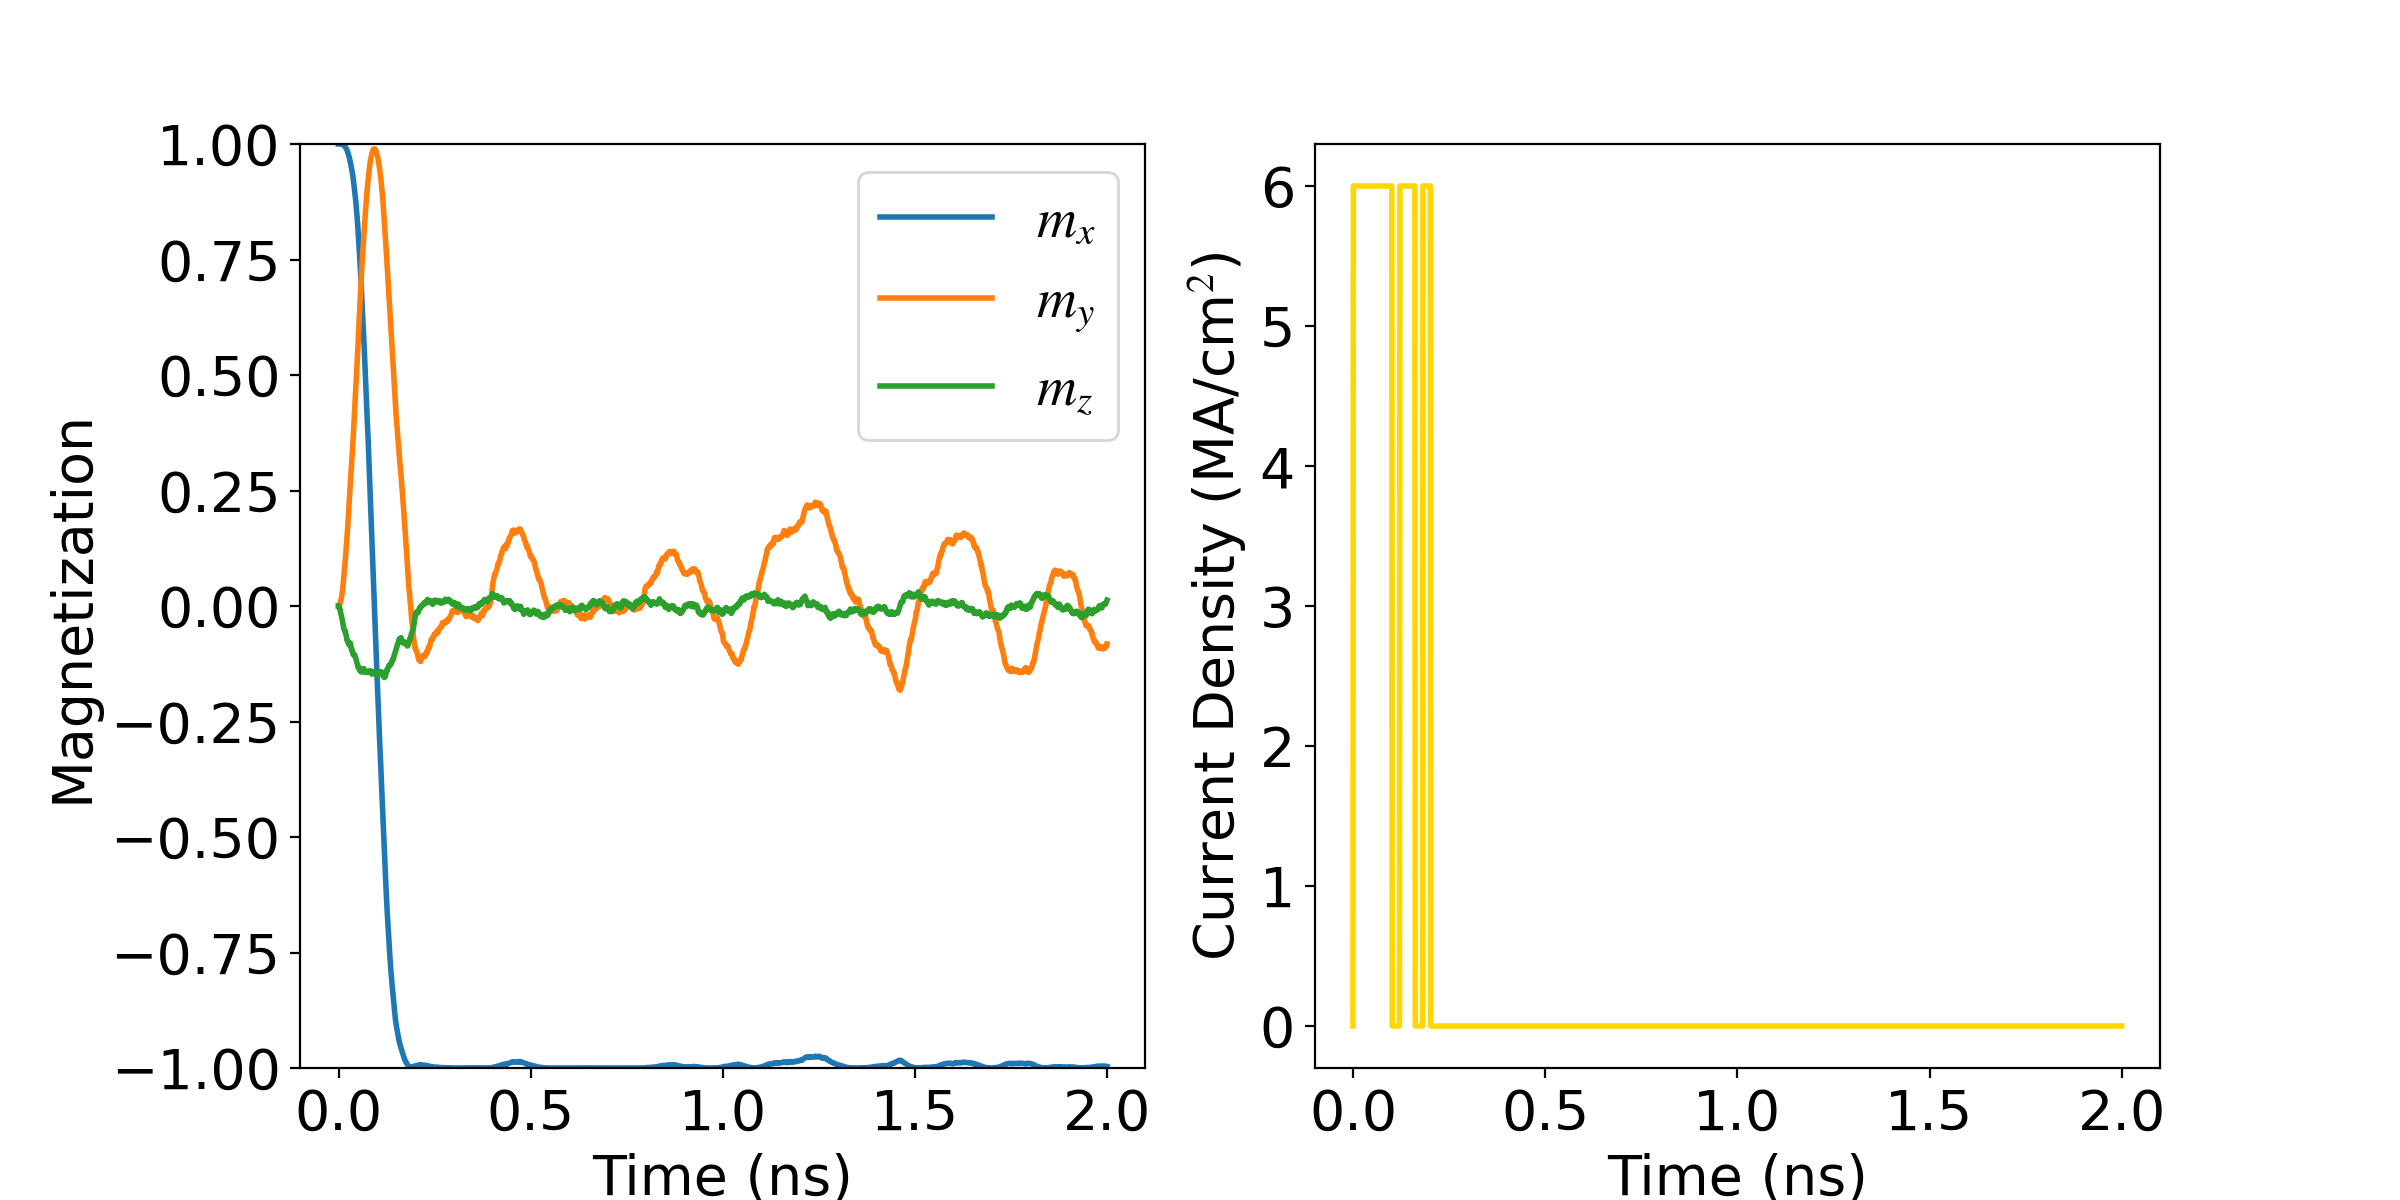 1.00
0.75
0.50
0.25
0.00
−0.25
−0.50
−0.75
−1.00
Magnetization
0.0 0.5 1.0 1.5 2.0
Time (ns)
m_x
m_y
m_z
6
5
4
3
2
1
0
Current Density (MA/cm²)
0.0 0.5 1.0 1.5 2.0
Time (ns)